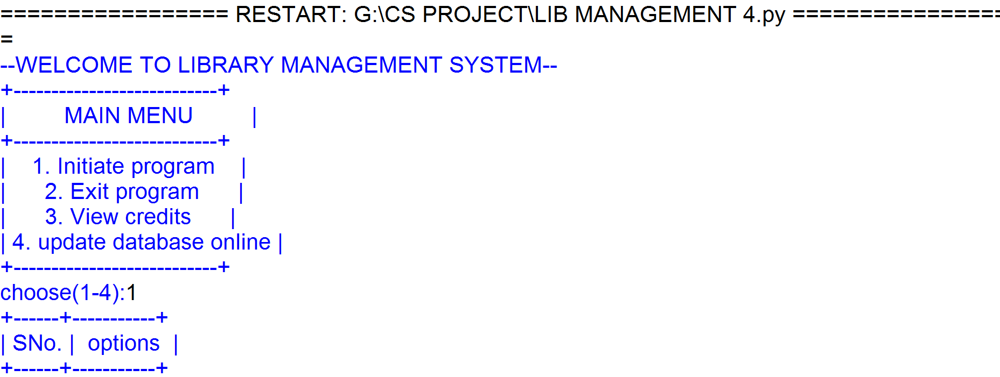 ================= RESTART: G:\CS PROJECT\LIB MANAGEMENT 4.py ================
=
--WELCOME TO LIBRARY MANAGEMENT SYSTEM--
+---------------------------+
|         MAIN MENU         |
+---------------------------+
|    1. Initiate program    |
|      2. Exit program      |
|      3. View credits      |
| 4. update database online |
+---------------------------+
choose(1-4):1
+------+-----------+
| SNo. |  options  |
+------+-----------+